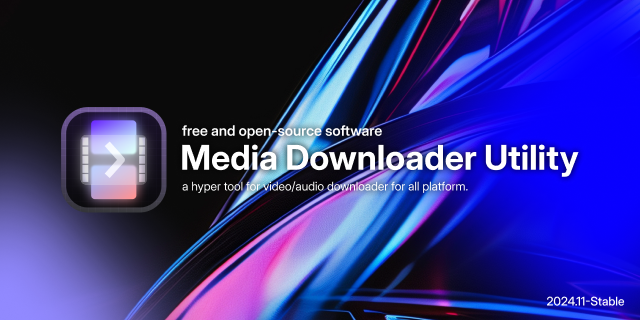 free and open-source software
Media Downloader Utility
a hyper tool for video/audio downloader for all platform.
2024.11-Stable